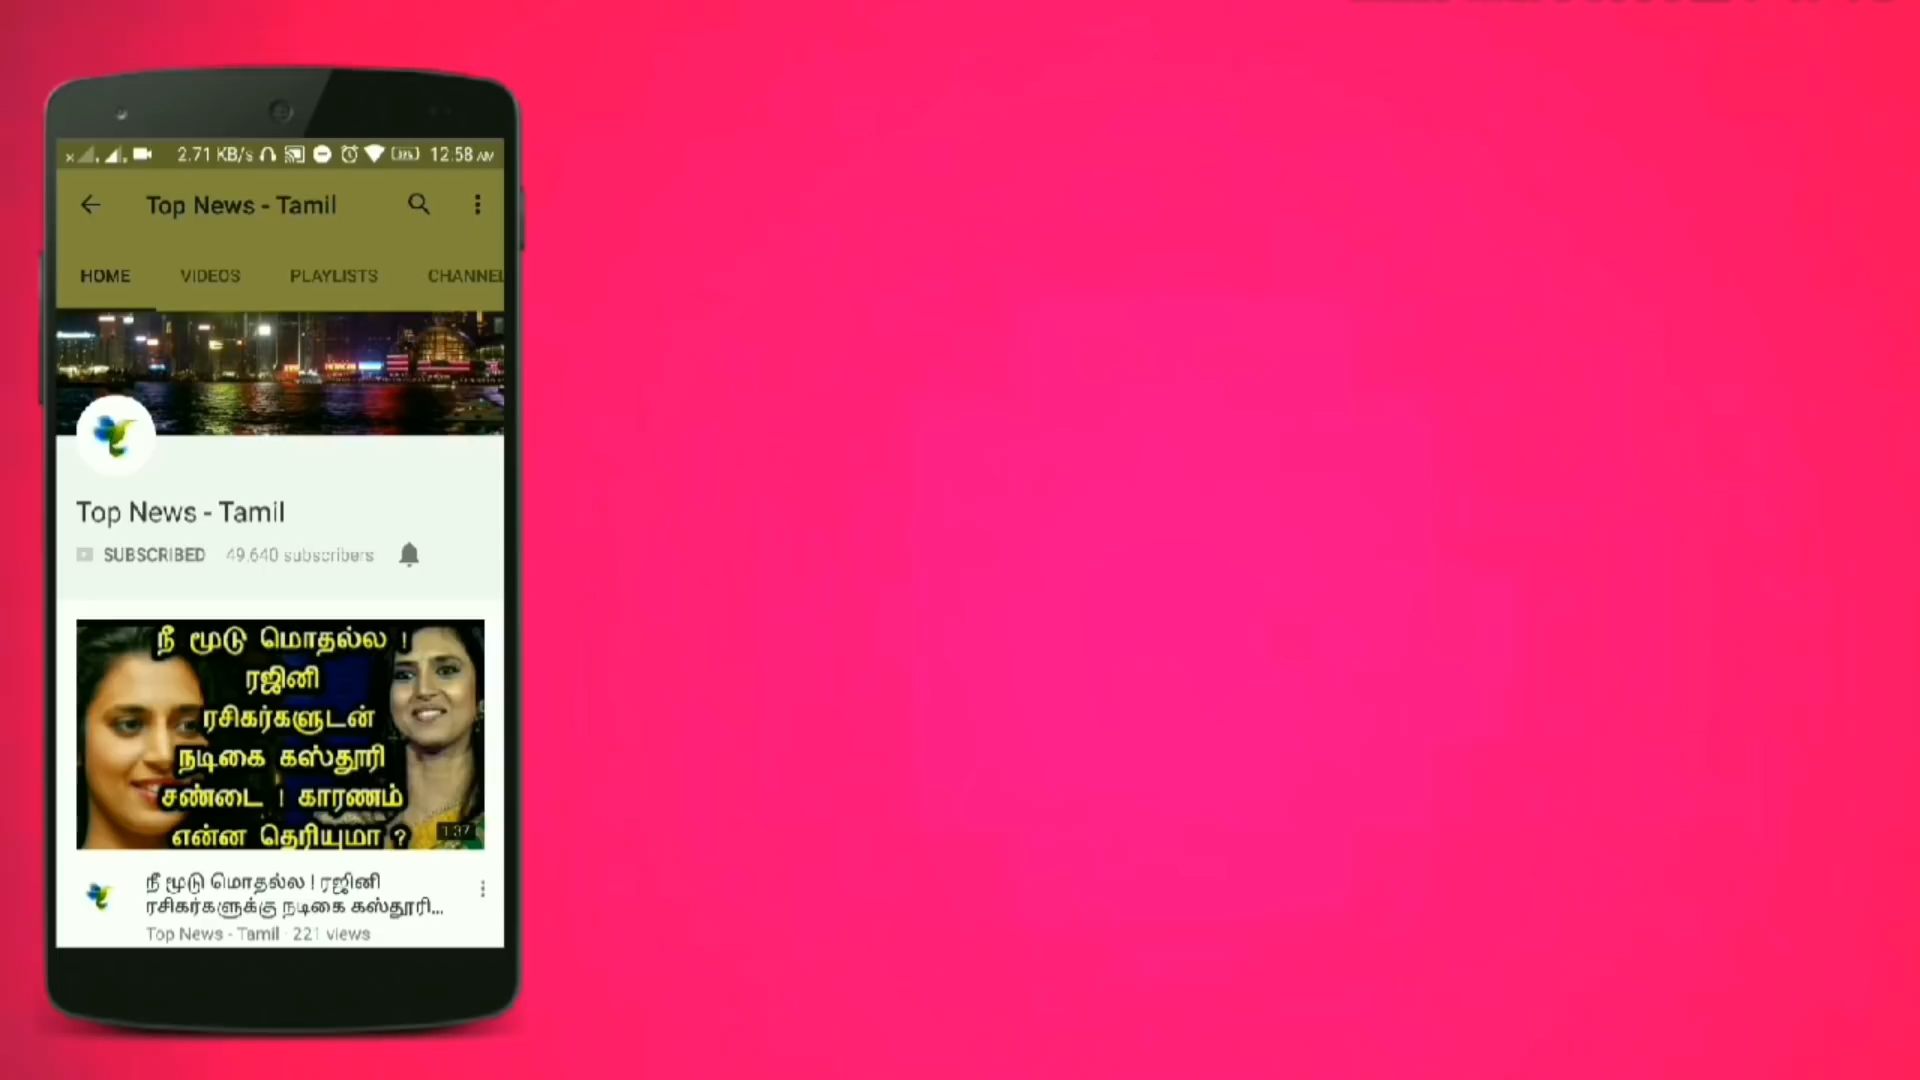 2.71 KB/s 12:58 AM
Top News - Tamil
HOME VIDEOS PLAYLISTS CHANNEL
Top News - Tamil
SUBSCRIBED 49,640 subscribers
நீ மூடு மொதல்ல !
ரஜினி
ரசிகர்களுடன்
நடிகை கஸ்தூரி
சண்டை ! காரணம்
என்ன தெரியுமா ?
1:37
நீ மூடு மொதல்ல ! ரஜினி
ரசிகர்களுக்கு நடிகை கஸ்தூரி...
Top News - Tamil · 221 views